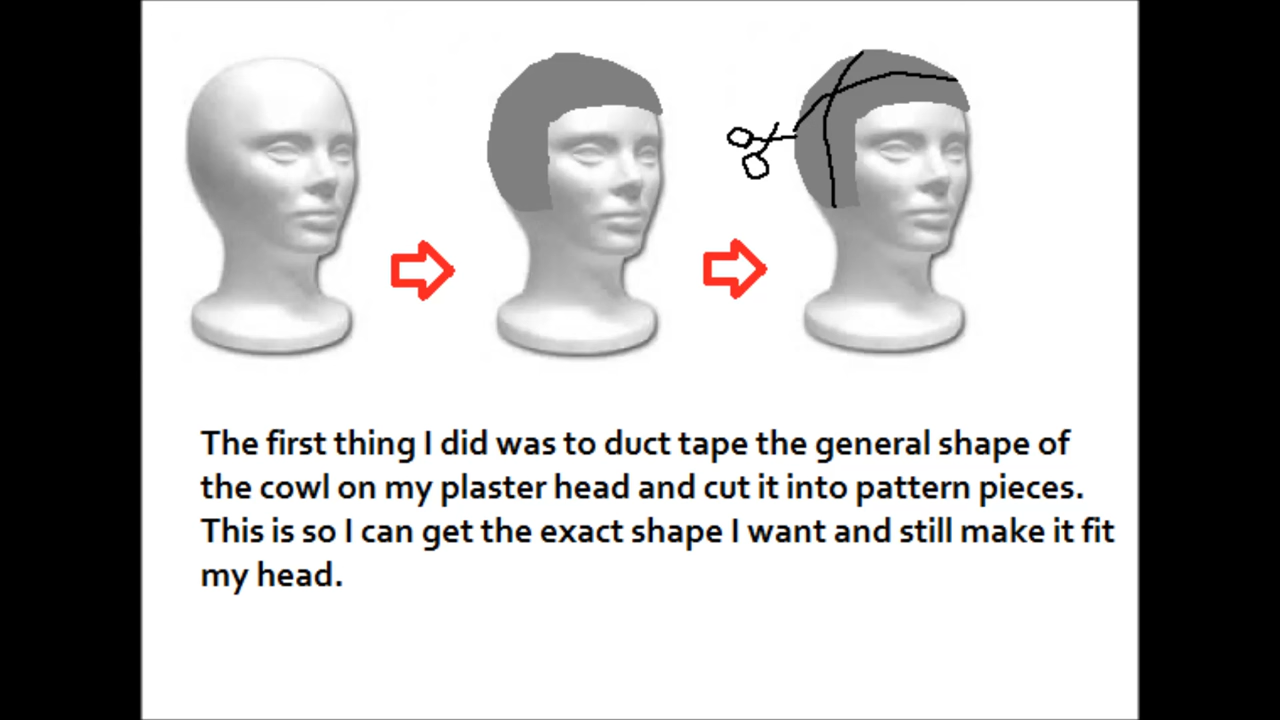 The first thing I did was to duct tape the general shape of
the cowl on my plaster head and cut it into pattern pieces.
This is so I can get the exact shape I want and still make it fit
my head.